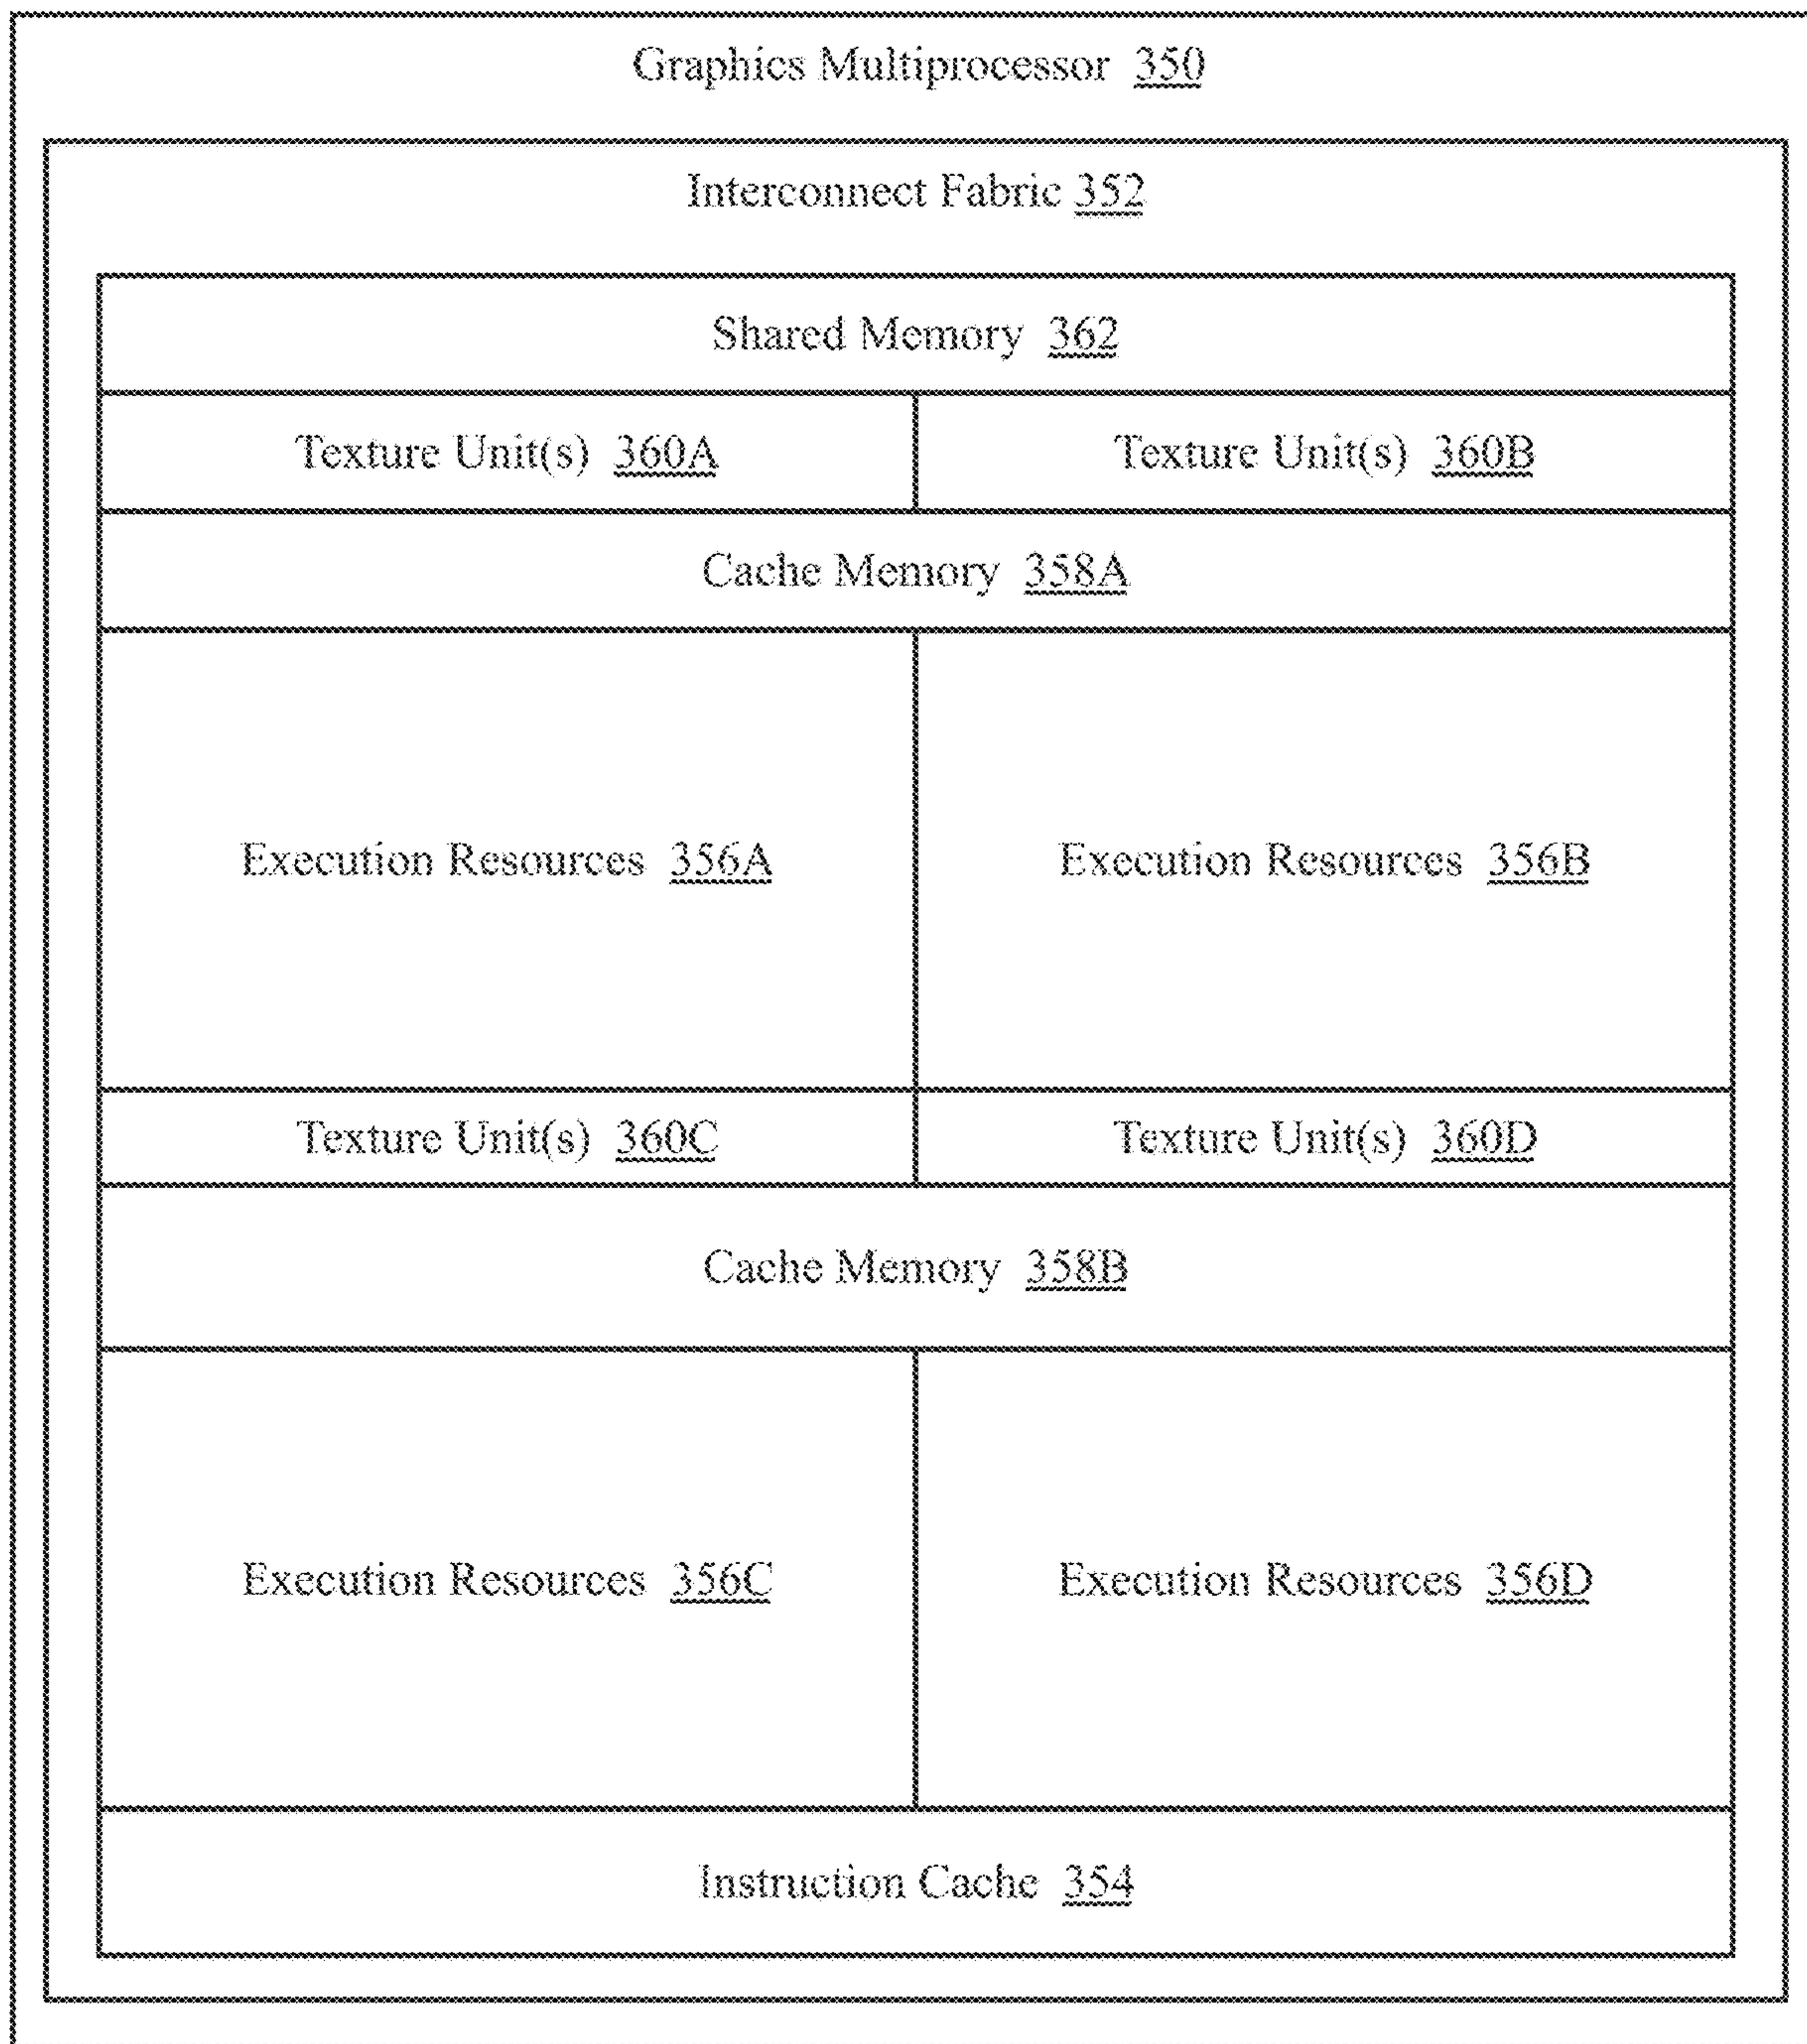 Graphics Multiprocessor 350
Interconnect Fabric 352
Shared Memory 362
Texture Unit(s) 360A
Texture Unit(s) 360B
Cache Memory 358A
Execution Resources 356A
Execution Resources 356B
Texture Unit(s) 360C
Texture Unit(s) 360D
Cache Memory 358B
Execution Resources 356C
Execution Resources 356D
Instruction Cache 354